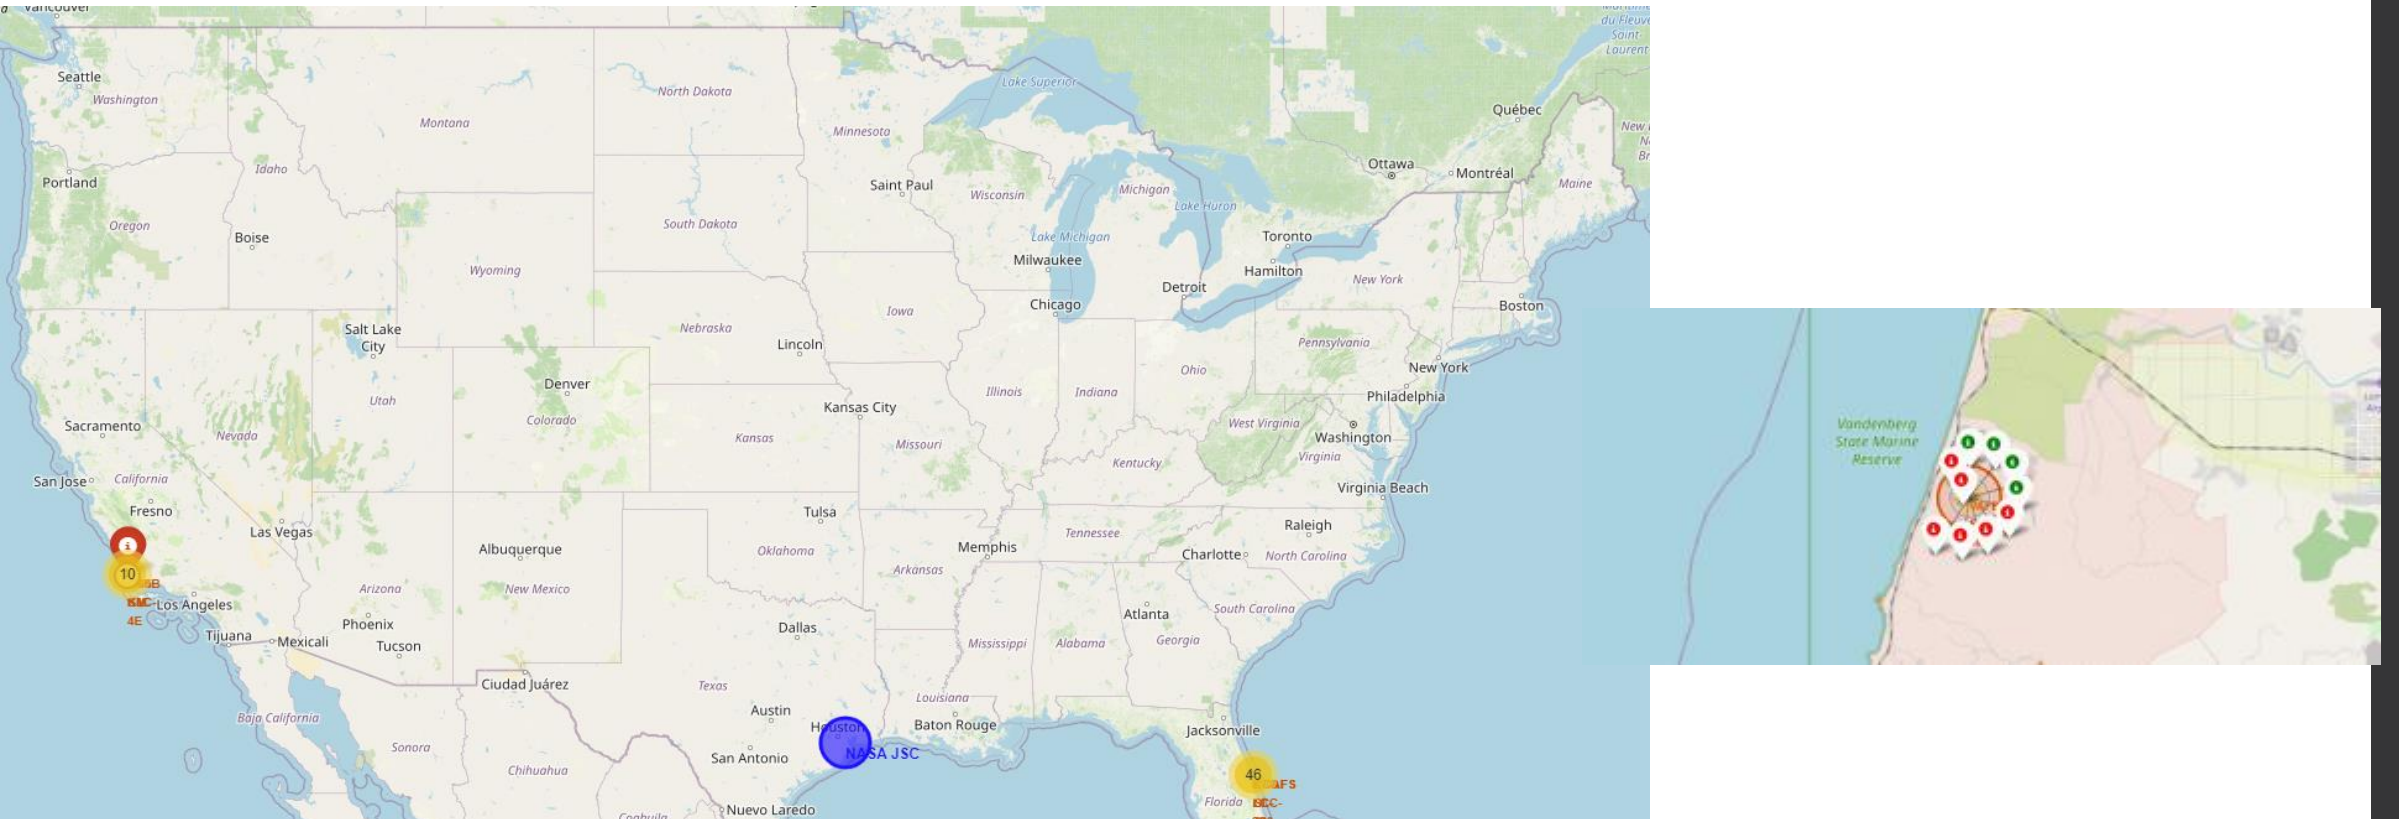 Vancouver
Seattle
Washington
Montana
North Dakota
Minnesota
Lake Superior
Québec
du Fleuve
Saint-
Laurent
Portland
Idaho
Saint Paul
Wisconsin
Michigan
Lake Huron
Ottawa
Montréal
Maine
Oregon
Boise
South Dakota
Lake Michigan
Toronto
Milwaukee
Hamilton
Wyoming
New York
Detroit
Chicago
Boston
Iowa
Salt Lake
City
Nebraska
Lincoln
Pennsylvania
New York
Denver
Ohio
Utah
Illinois
Indiana
Philadelphia
Kansas City
Colorado
Sacramento
Nevada
Kansas
Missouri
West Virginia
Washington
Virginia
Kentucky
San Jose
California
Virginia Beach
Fresno
Las Vegas
Tulsa
Raleigh
Tennessee
Albuquerque
Oklahoma
Memphis
Charlotte
North Carolina
Arkansas
10
Arizona
New Mexico
Los Angeles
4E
Phoenix
Dallas
Atlanta
South Carolina
Tijuana
Mexicali
Tucson
Mississippi
Alabama
Georgia
Ciudad Juárez
Texas
Louisiana
Baja California
Austin
Houston
Baton Rouge
Jacksonville
Sonora
San Antonio
NASA JSC
Chihuahua
46
Florida
Nuevo Laredo
Coahuila
Vandenberg
State Marine
Reserve